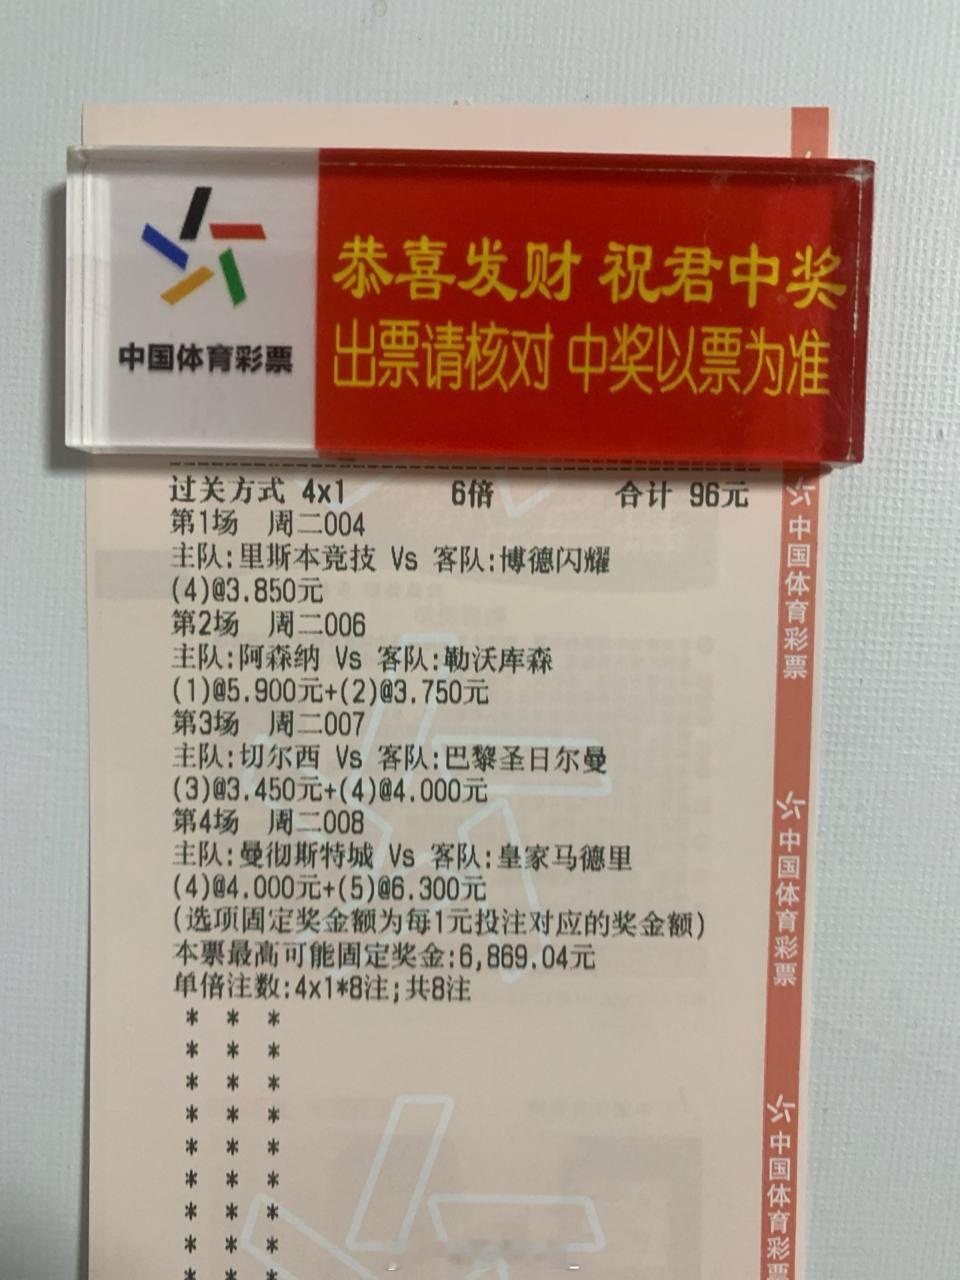 恭喜发财 祝君中奖
中国体育彩票
出票请核对 中奖以票为准
过关方式 4x1 6倍 合计 96元
第1场 周二004
主队:里斯本竞技 Vs 客队:博德闪耀
(4)@3.850元
第2场 周二006
主队:阿森纳 Vs 客队:勒沃库森
(1)@5.900元+(2)@3.750元
第3场 周二007
主队:切尔西 Vs 客队:巴黎圣日尔曼
(3)@3.450元+(4)@4.000元
第4场 周二008
主队:曼彻斯特城 Vs 客队:皇家马德里
(4)@4.000元+(5)@6.300元
(选项固定奖金额为每1元投注对应的奖金额)
本票最高可能固定奖金:6,869.04元
单倍注数:4x1*8注;共8注
* * *
* * *
* * *
* * *
* * *
* * *
* * *
* * *
* * *
中国体育彩票
中国体育彩票
中国体育彩票